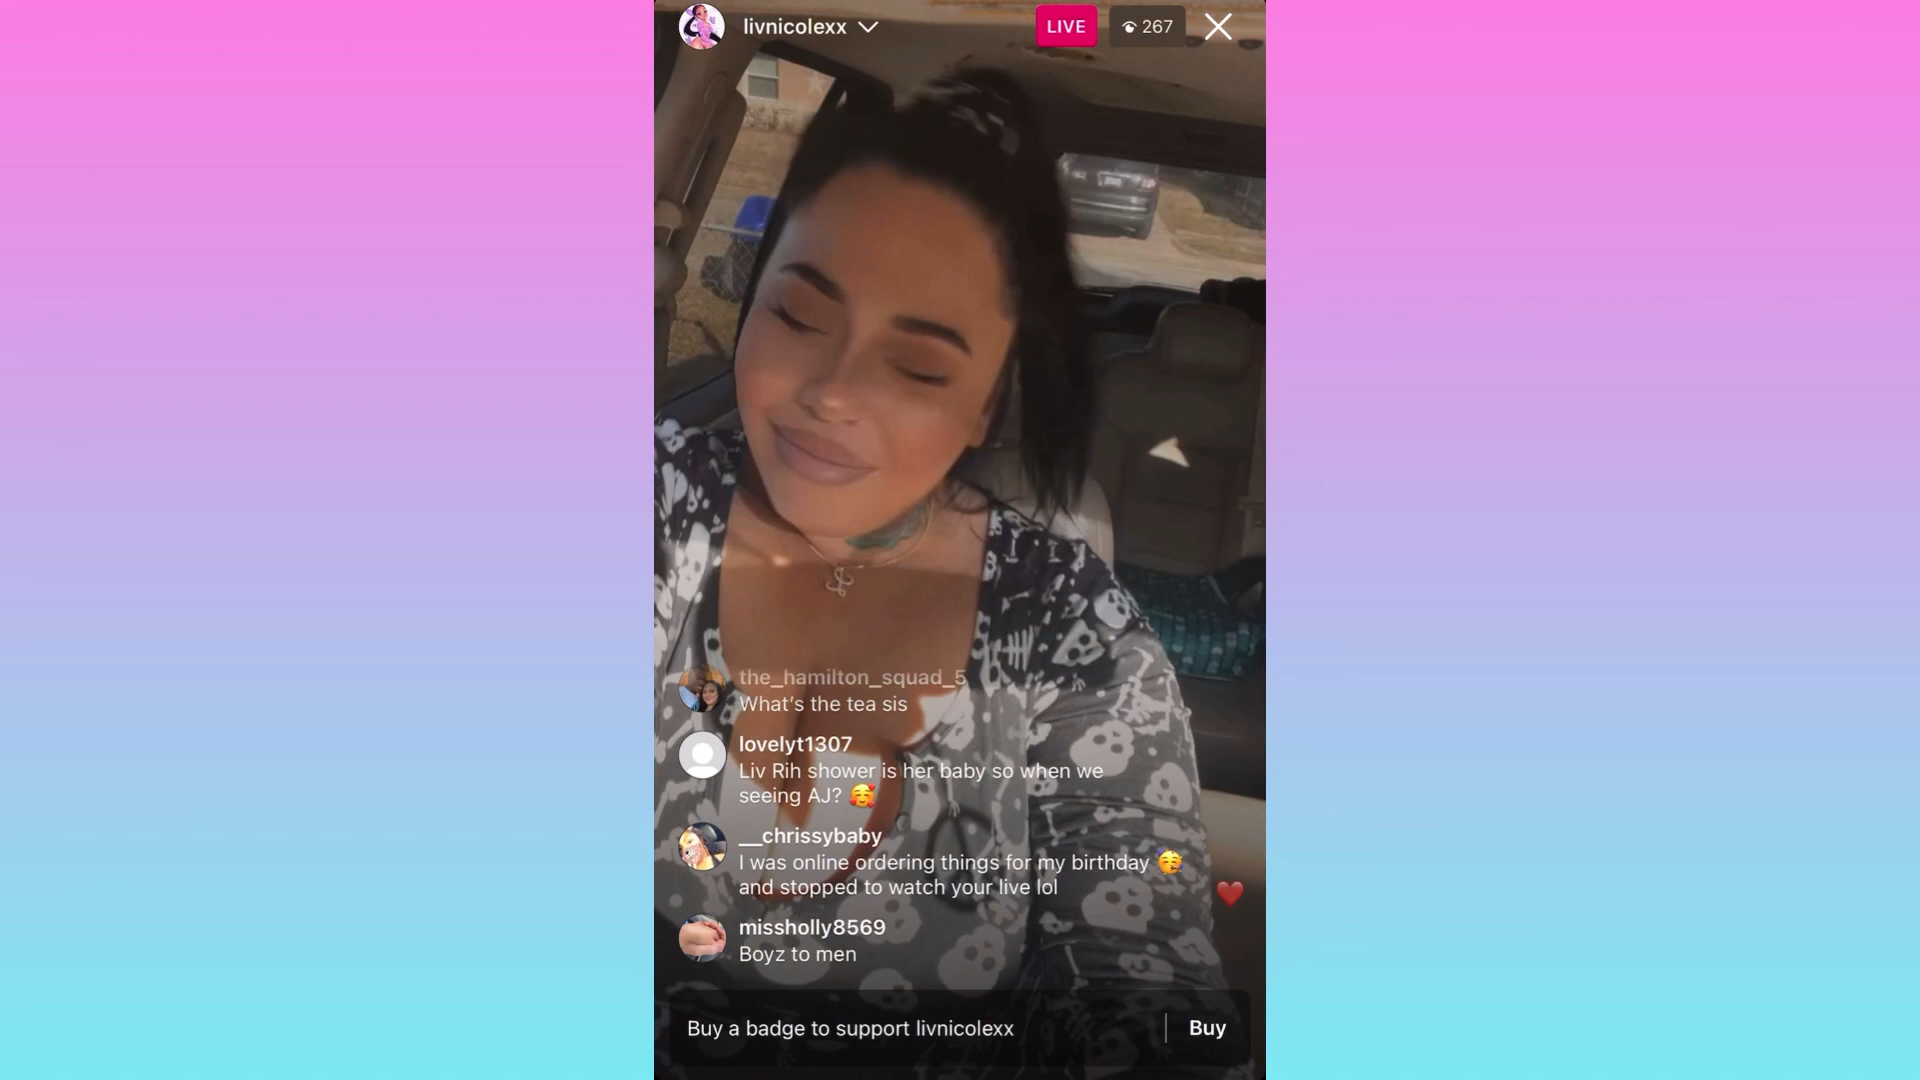 livnicolexx
LIVE
267
the_hamilton_squad_5
What's the tea sis
lovelyt1307
Liv Rih shower is her baby so when we
seeing AJ? 🥰
__chrissybaby
I was online ordering things for my birthday 🥳
and stopped to watch your live lol
missholly8569
Boyz to men
Buy a badge to support livnicolexx
Buy